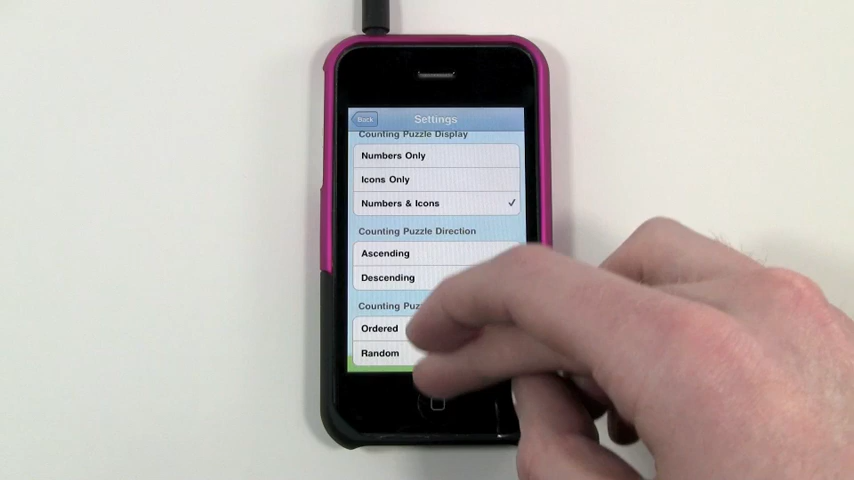 Back
Settings
Counting Puzzle Display
Numbers Only
Icons Only
Numbers & Icons
Counting Puzzle Direction
Ascending
Descending
Counting Puz
Ordered
Random